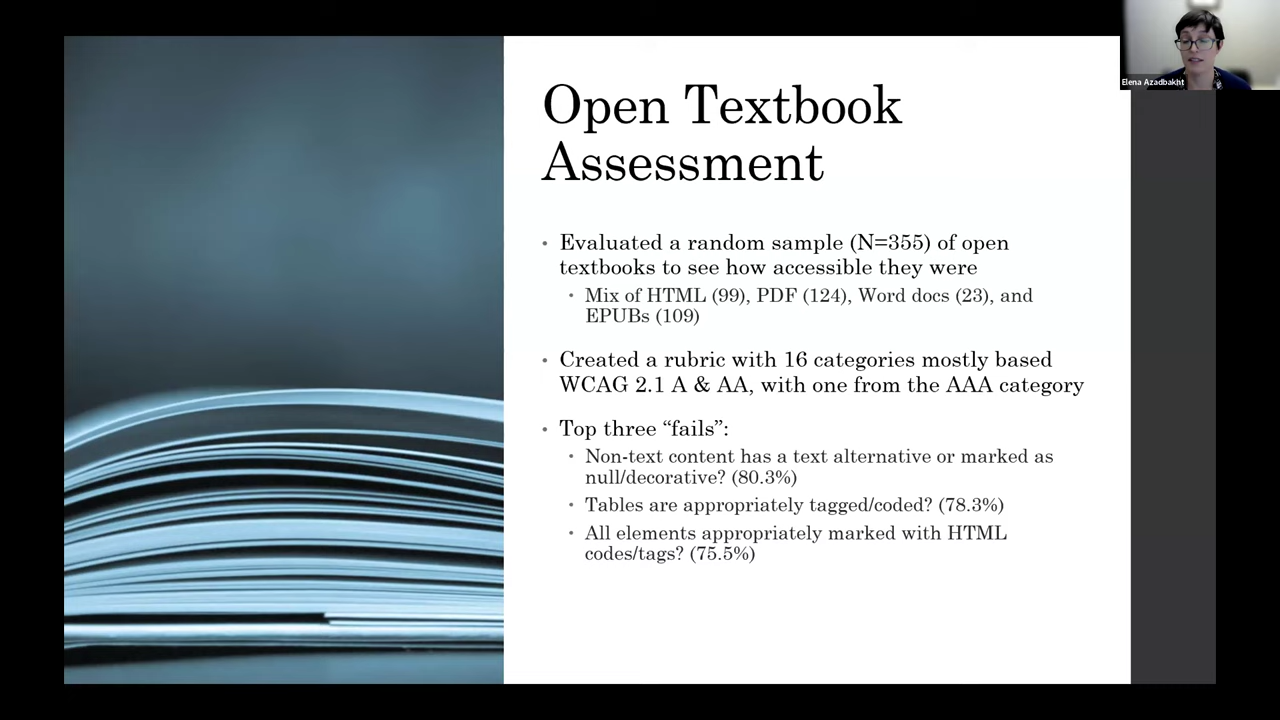 Elena Azadbakht
Open Textbook
Assessment
• Evaluated a random sample (N=355) of open
textbooks to see how accessible they were
• Mix of HTML (99), PDF (124), Word docs (23), and
EPUBs (109)
• Created a rubric with 16 categories mostly based
WCAG 2.1 A & AA, with one from the AAA category
• Top three “fails”:
• Non-text content has a text alternative or marked as
null/decorative? (80.3%)
• Tables are appropriately tagged/coded? (78.3%)
• All elements appropriately marked with HTML
codes/tags? (75.5%)